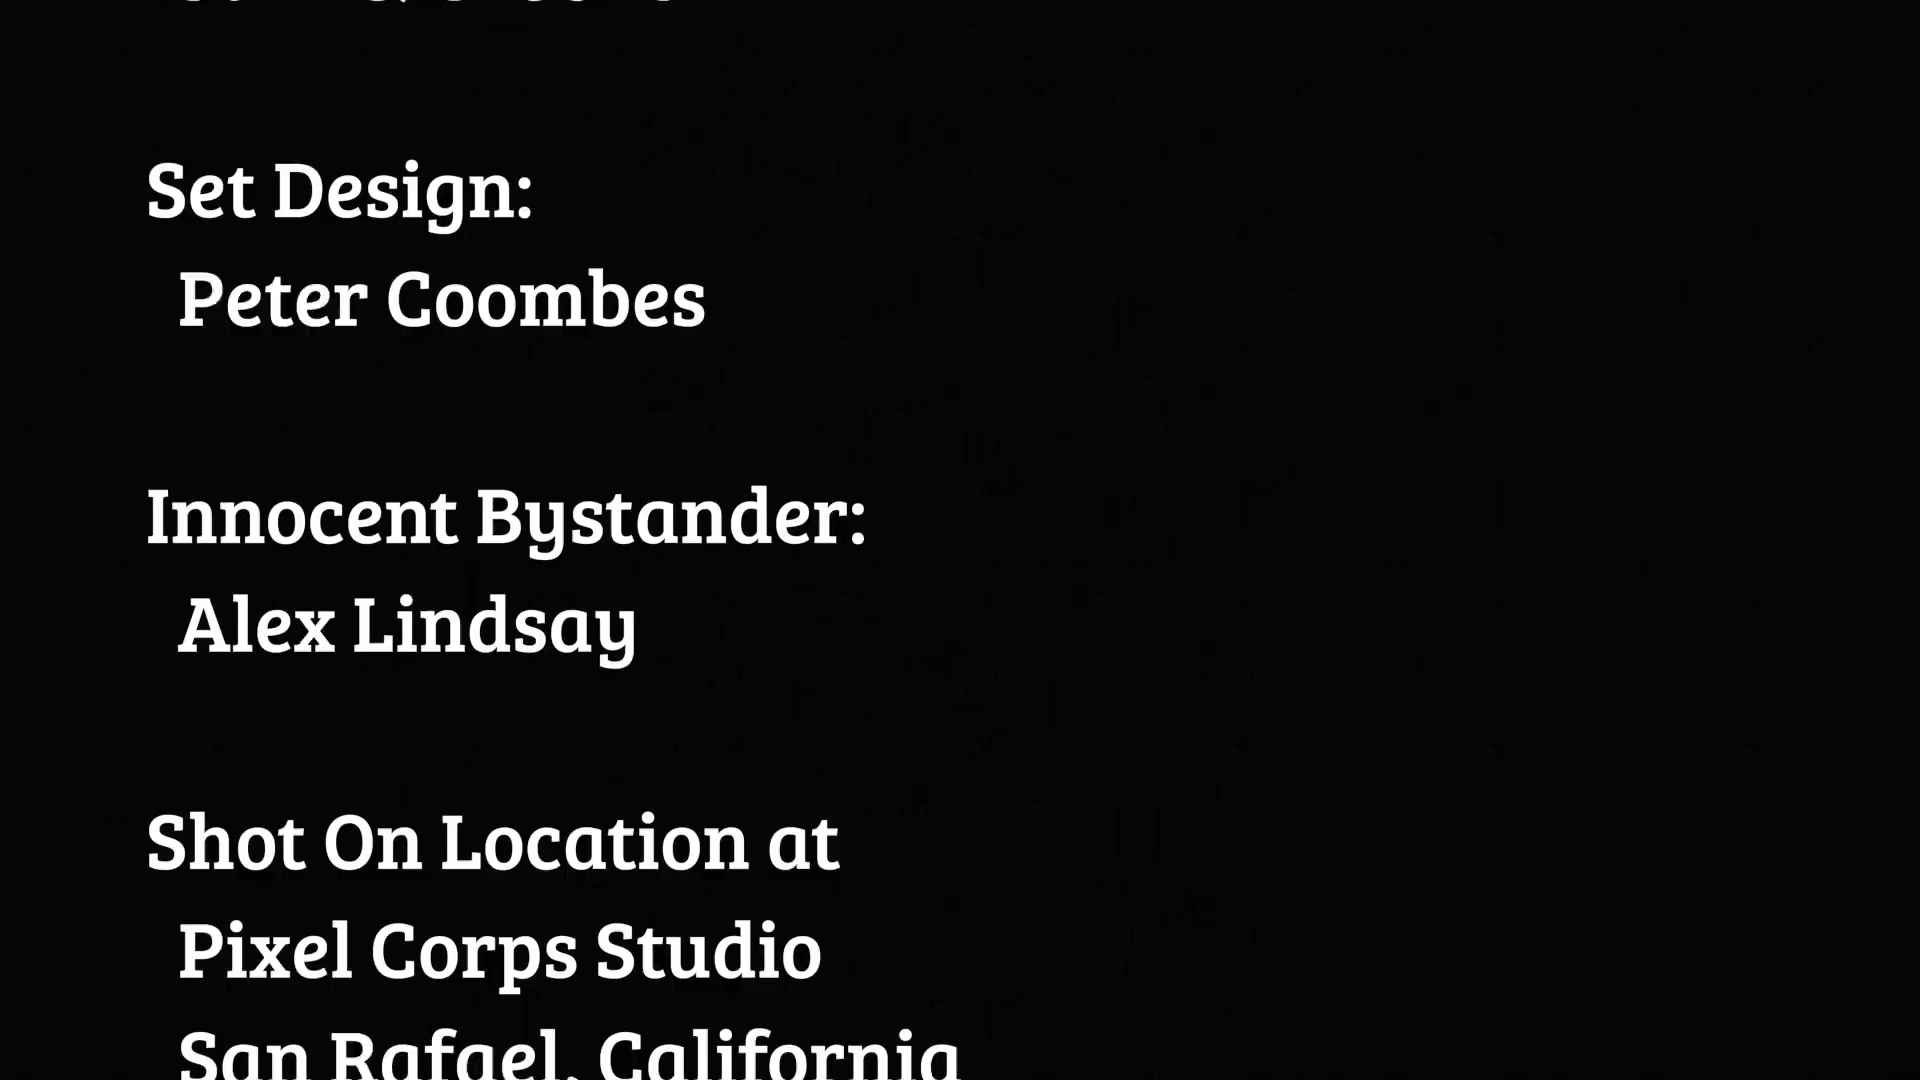 Set Design:
Peter Coombes
Innocent Bystander:
Alex Lindsay
Shot On Location at
Pixel Corps Studio
San Rafael, California